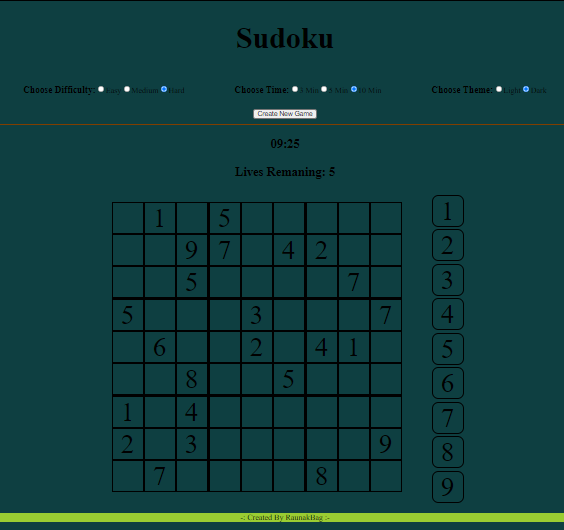 Sudoku
Choose Difficulty: Easy Medium Hard Choose Time: 3 Min 5 Min 10 Min Choose Theme: Light Dark
Create New Game
09:25
Lives Remaning: 5
1 5
9 7 4 2
5 7
5 3 7
6 2 4 1
8 5
1 4
2 3 9
7 8
1
2
3
4
5
6
7
8
9
-: Created By RaunakBag :-